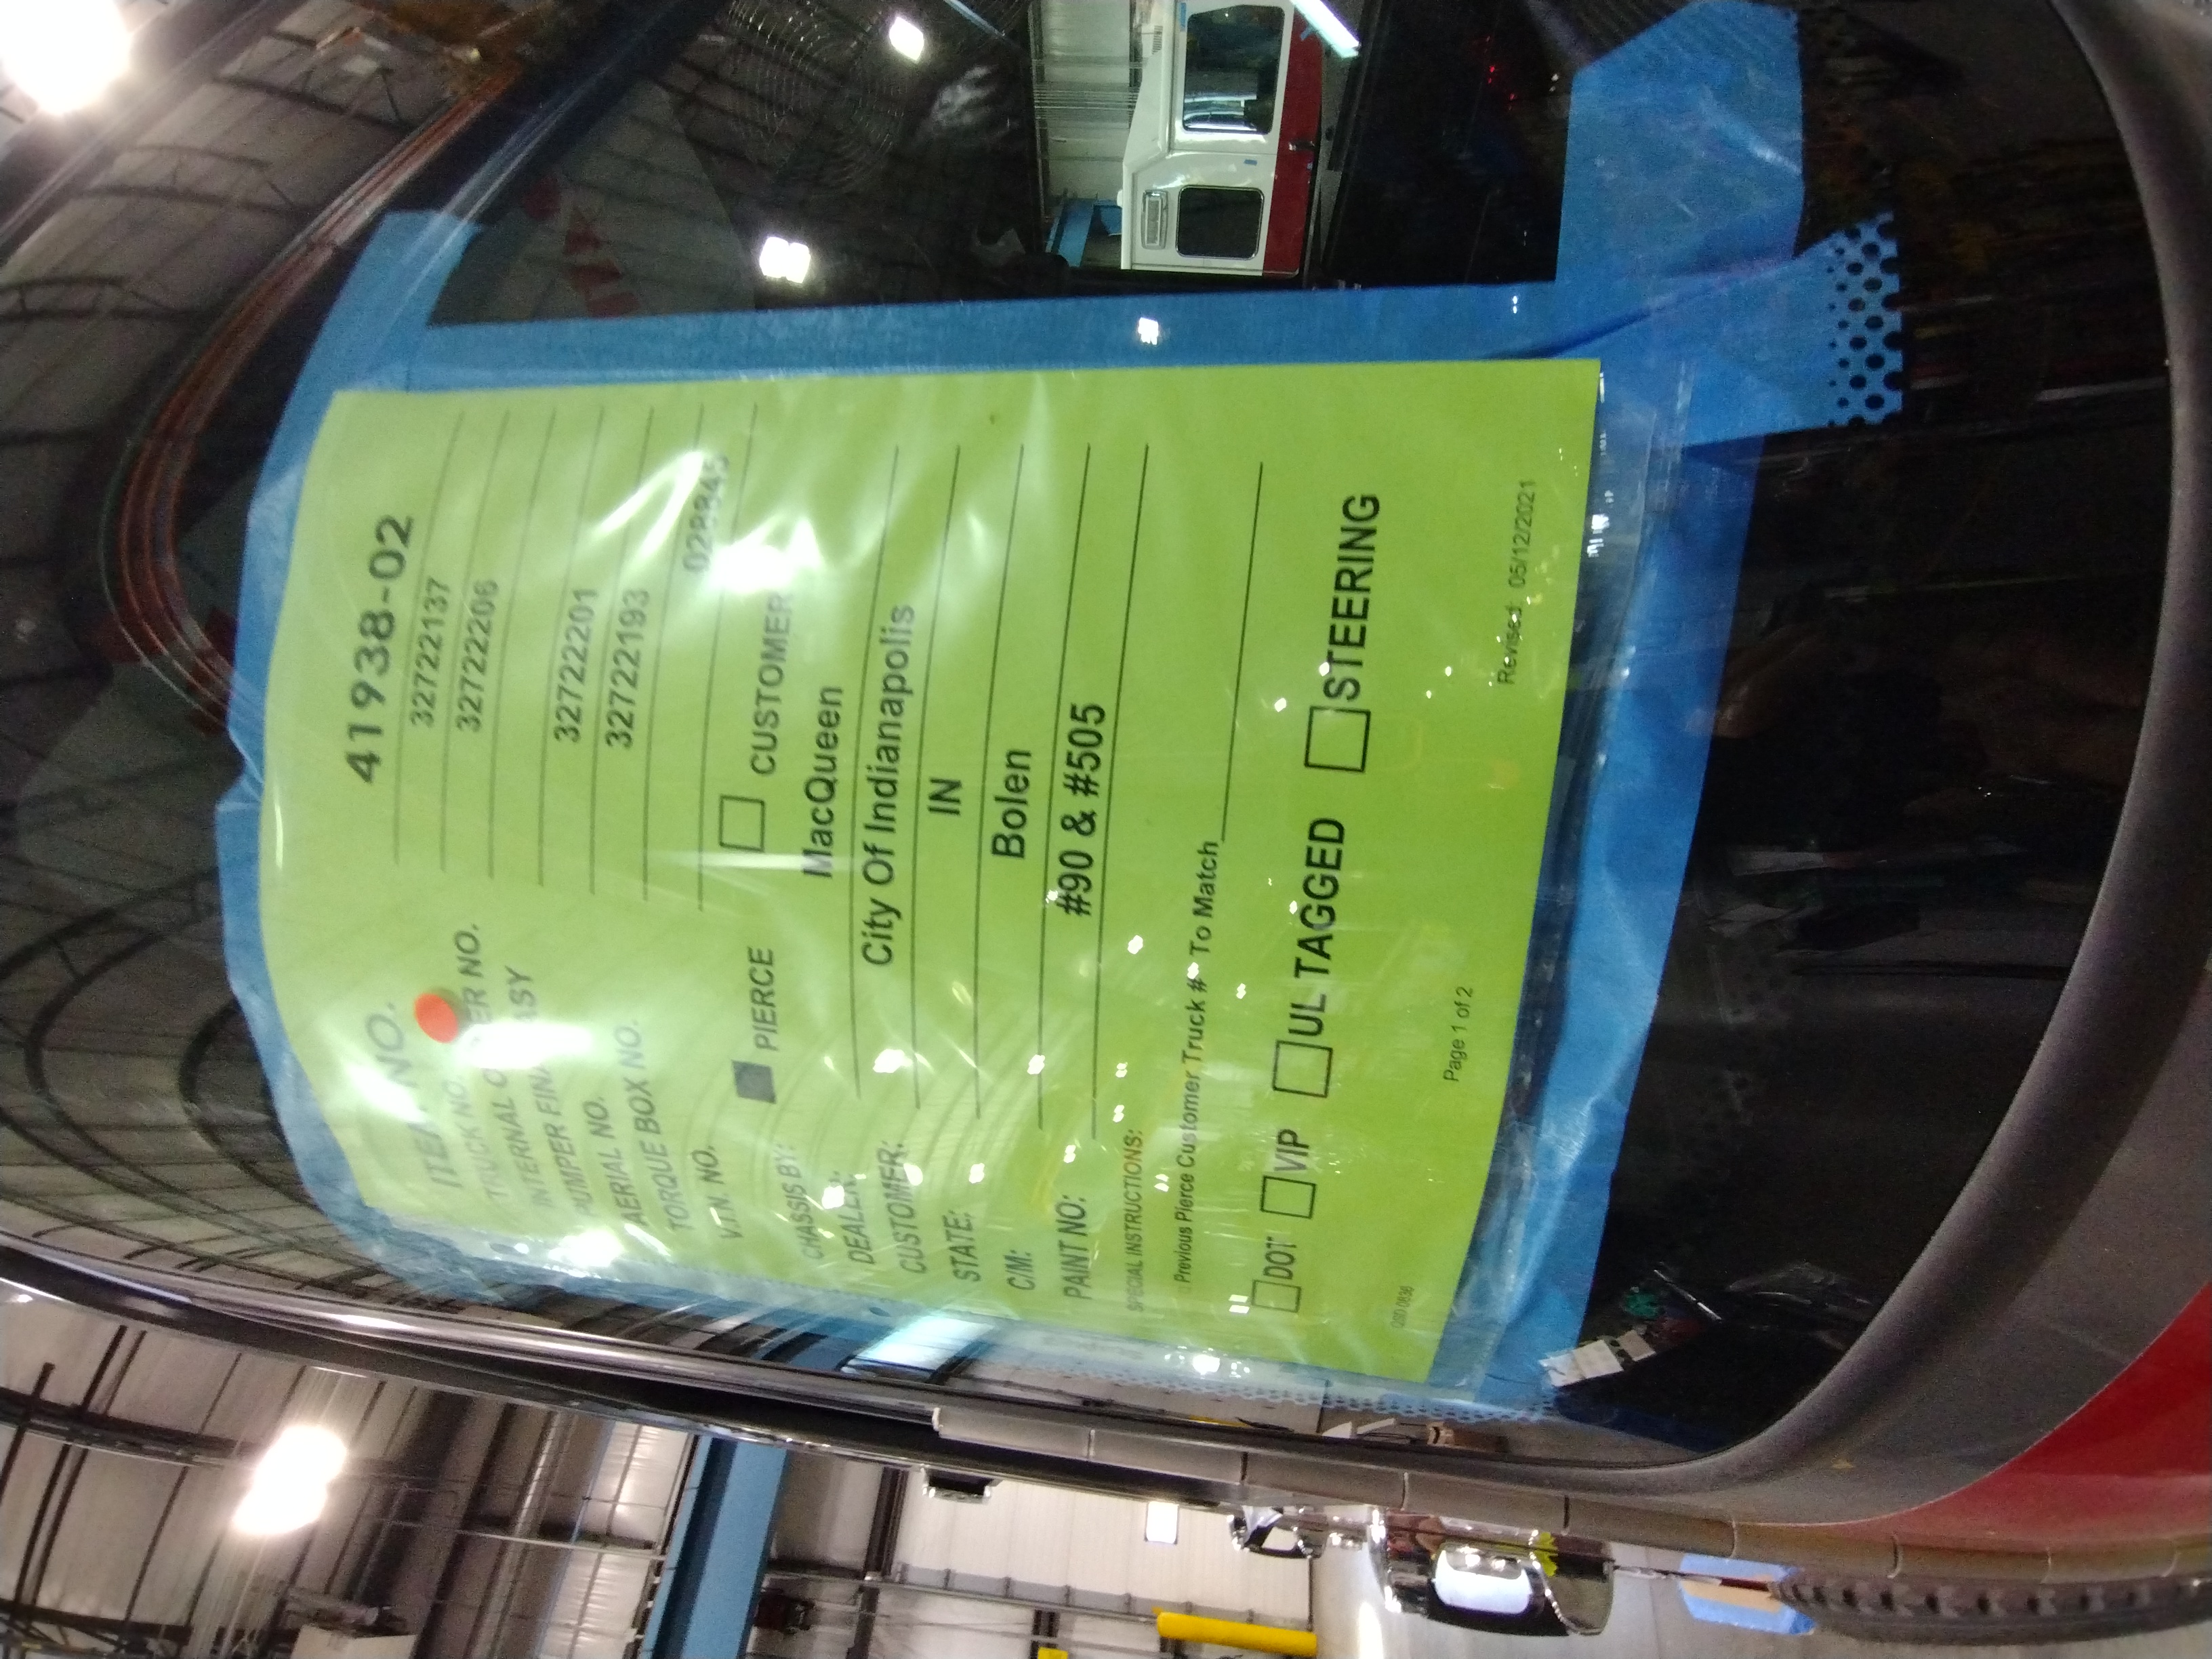 ITEM NO. 41938-02
TRUCK NO. 32722137
INTERNAL NO. 32722206
PUMPER ASY
AERIAL NO. 32722201
TORQUE BOX NO. 32722193
V.I.N. NO.
CHASSIS BY: PIERCE CUSTOMER
DEALER: MacQueen
CUSTOMER: City Of Indianapolis
STATE: IN
C/M: Bolen
PAINT NO: #90 & #505
SPECIAL INSTRUCTIONS:
Previous Pierce Customer Truck # To Match
DOT VIP UL TAGGED STEERING
Page 1 of 2 Revised: 05/12/2021